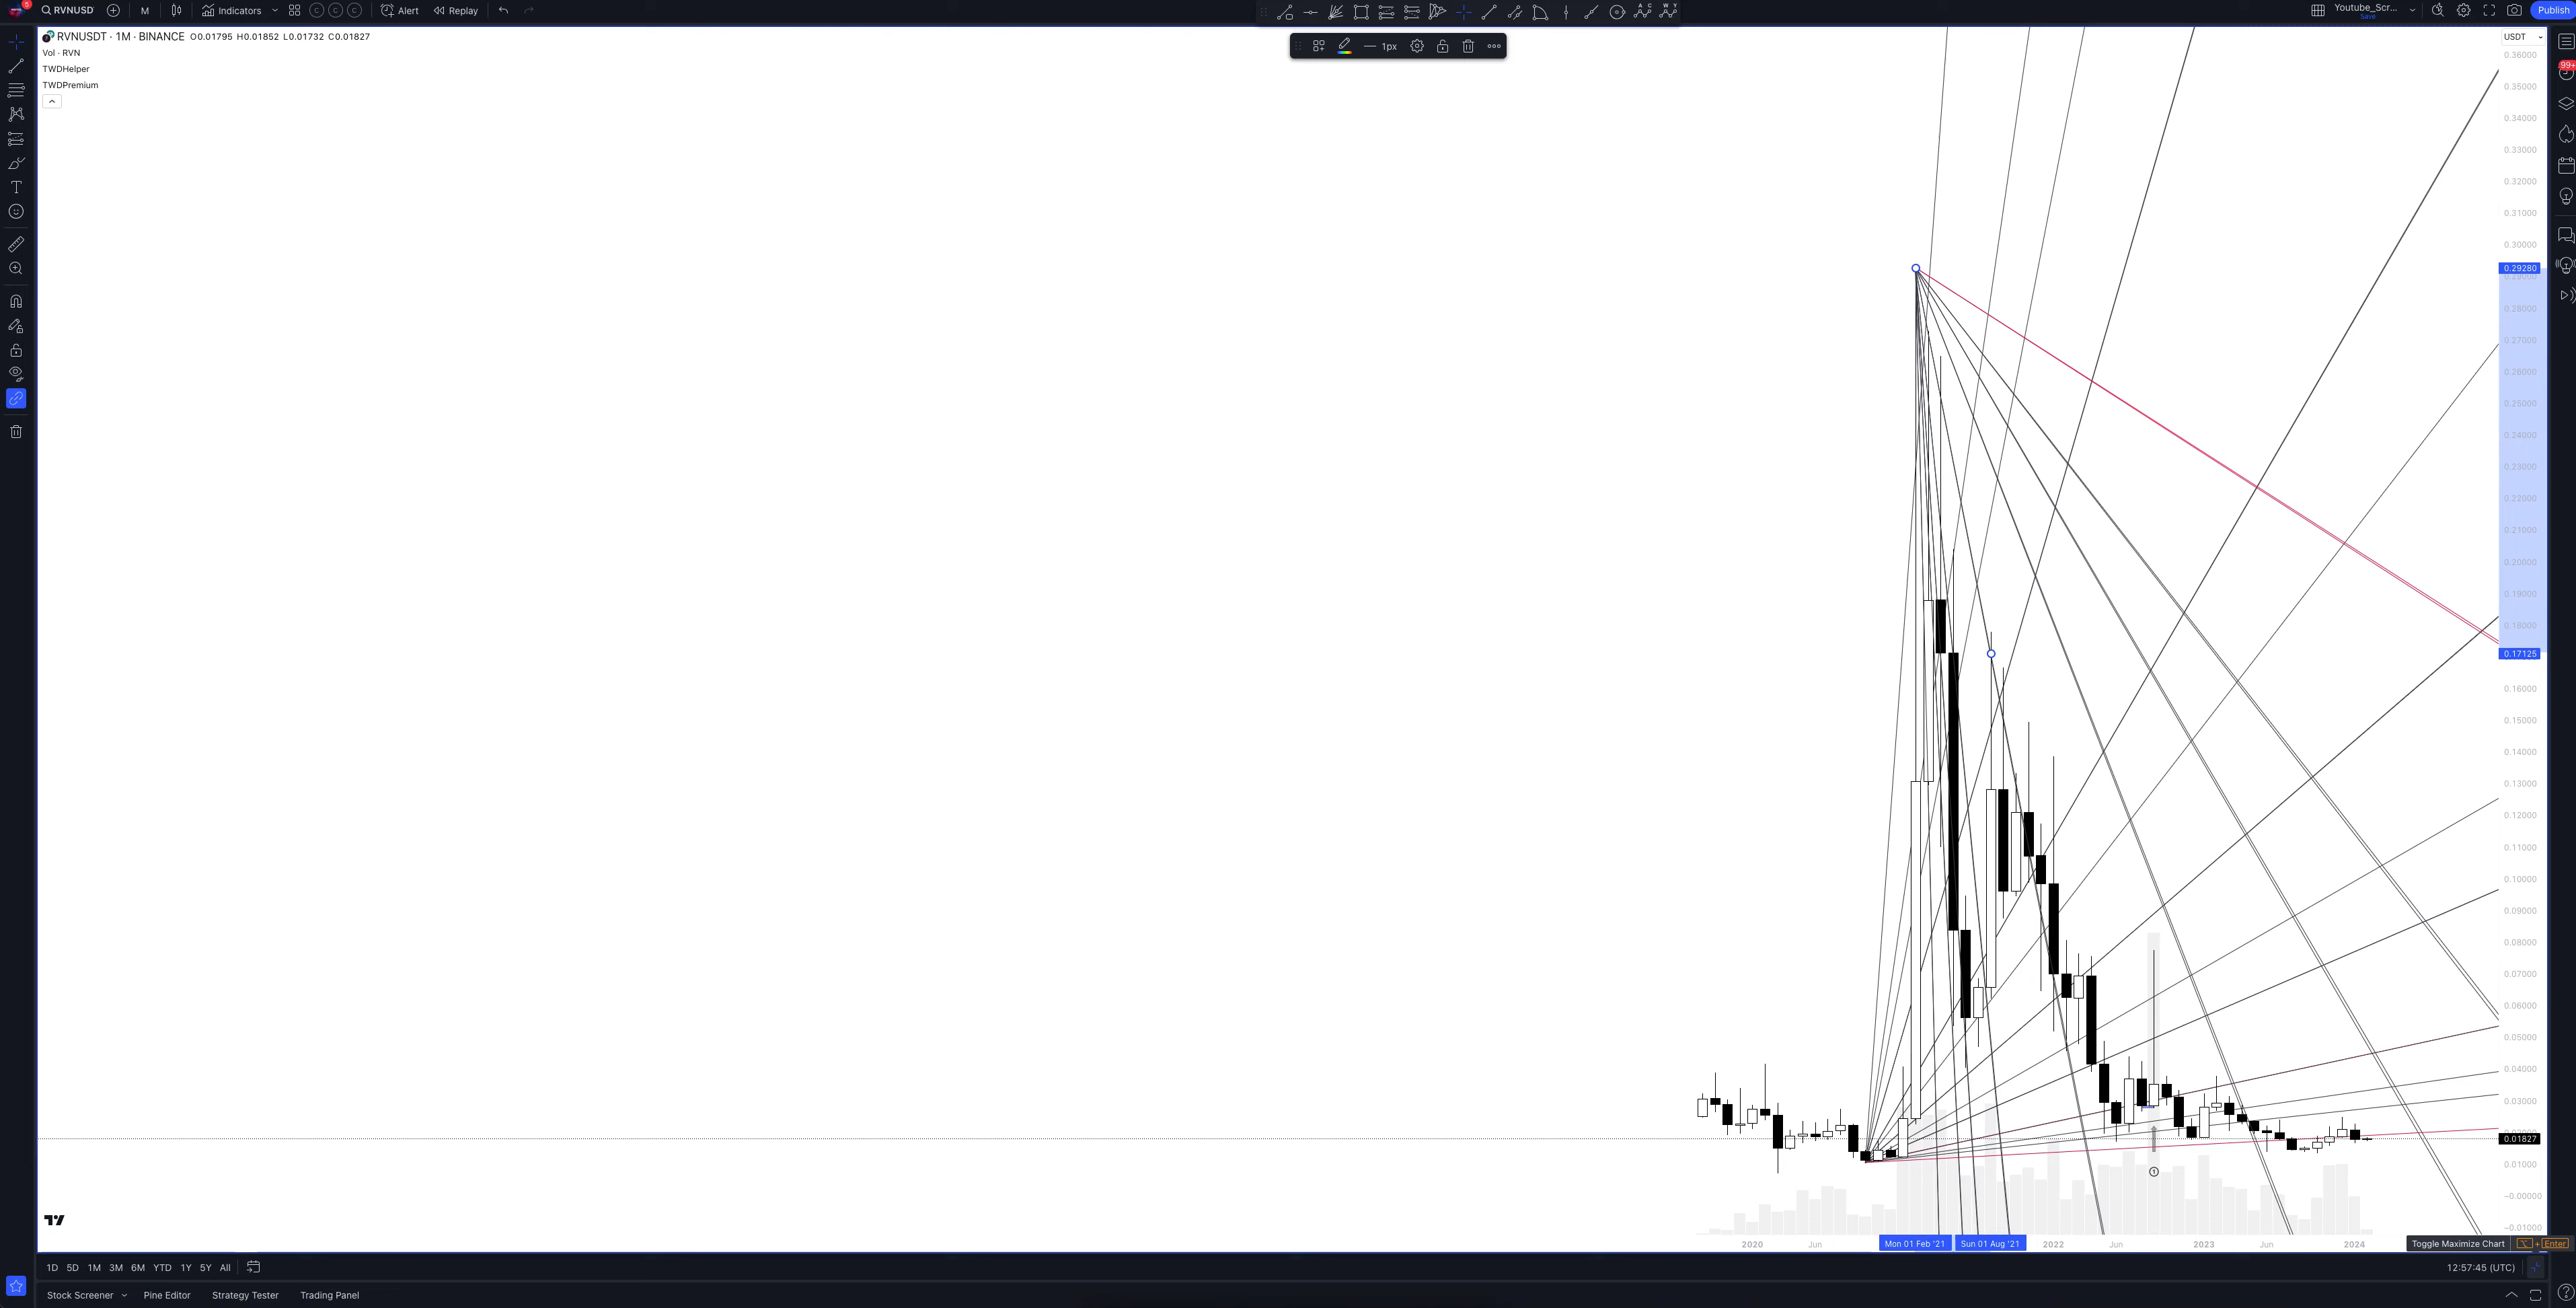 5
RVNUSD
M
Indicators
C
C
C
Alert
Replay
A C
W Y
Youtube_Scr...
Save
Publish
RVNUSDT · 1M · BINANCE O0.01795 H0.01852 L0.01732 C0.01827
Vol · RVN
TWDHelper
TWDPremium
1px
USDT
99+
0.36000
0.35000
0.34000
0.33000
0.32000
0.31000
0.30000
0.29280
0.28000
0.27000
0.26000
0.25000
0.24000
0.23000
0.22000
0.21000
0.20000
0.19000
0.18000
0.17125
0.16000
0.15000
0.14000
0.13000
0.12000
0.11000
0.10000
0.09000
0.08000
0.07000
0.06000
0.05000
0.04000
0.03000
0.01827
0.01000
−0.00000
−0.01000
1
2020
Jun
Mon 01 Feb '21
Sun 01 Aug '21
2022
Jun
2023
Jun
2024
Toggle Maximize Chart
+ Enter
1D 5D 1M 3M 6M YTD 1Y 5Y All
12:57:45 (UTC)
Stock Screener
Pine Editor
Strategy Tester
Trading Panel